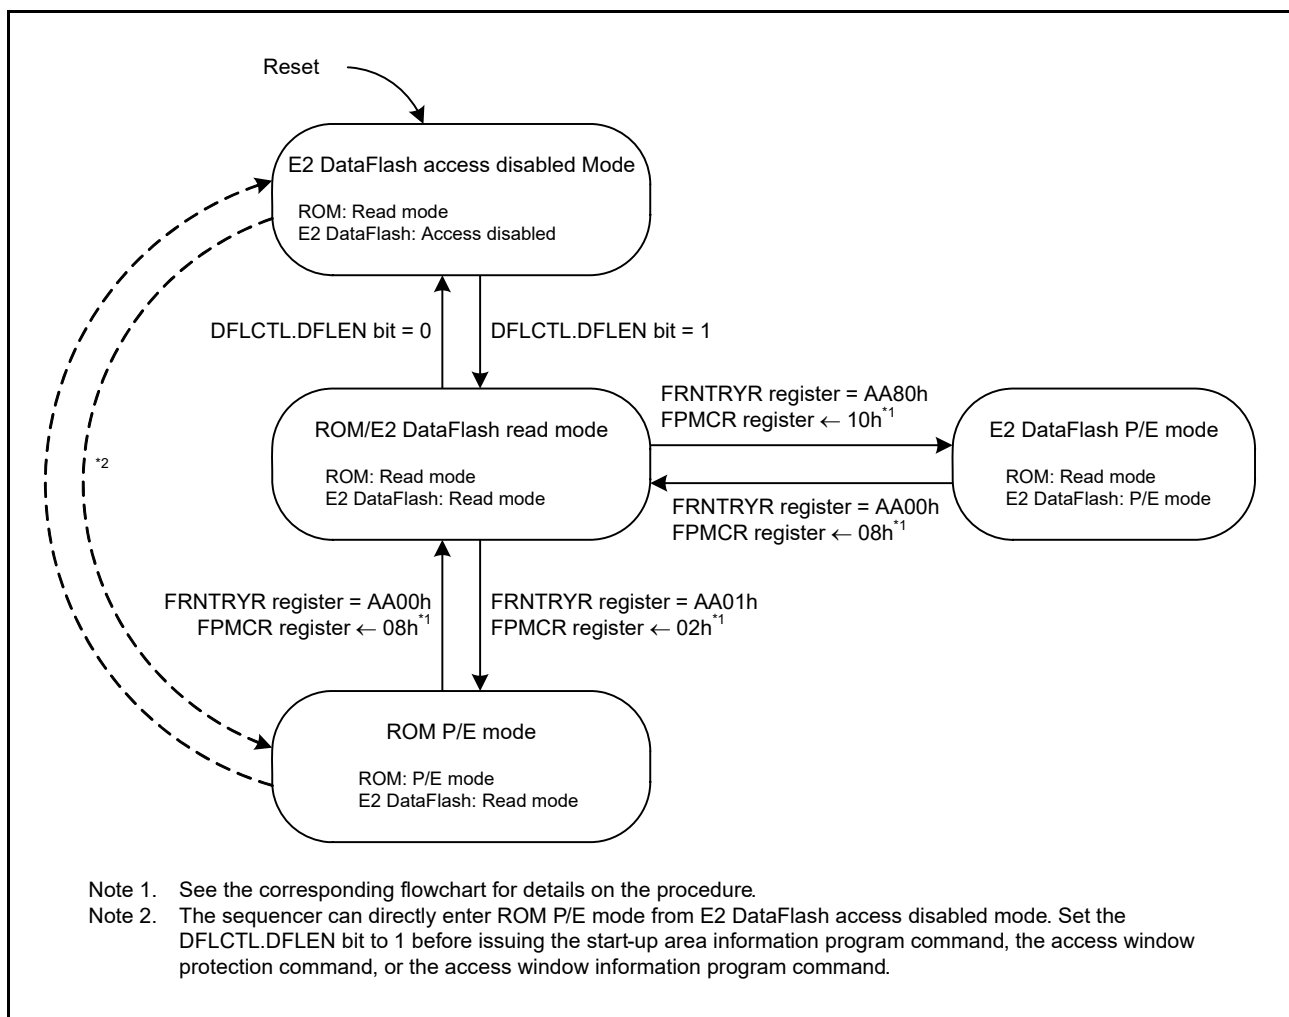 Reset
E2 DataFlash access disabled Mode
ROM: Read mode
E2 DataFlash: Access disabled
DFLCTL.DFLEN bit = 0
DFLCTL.DFLEN bit = 1
FRNTRYR register = AA80h
FPMCR register ← 10h*1
ROM/E2 DataFlash read mode
ROM: Read mode
E2 DataFlash: Read mode
E2 DataFlash P/E mode
ROM: Read mode
E2 DataFlash: P/E mode
*2
FRNTRYR register = AA00h
FPMCR register ← 08h*1
FRNTRYR register = AA00h
FPMCR register ← 08h*1
FRNTRYR register = AA01h
FPMCR register ← 02h*1
ROM P/E mode
ROM: P/E mode
E2 DataFlash: Read mode
Note 1. See the corresponding flowchart for details on the procedure.
Note 2. The sequencer can directly enter ROM P/E mode from E2 DataFlash access disabled mode. Set the
DFLCTL.DFLEN bit to 1 before issuing the start-up area information program command, the access window
protection command, or the access window information program command.